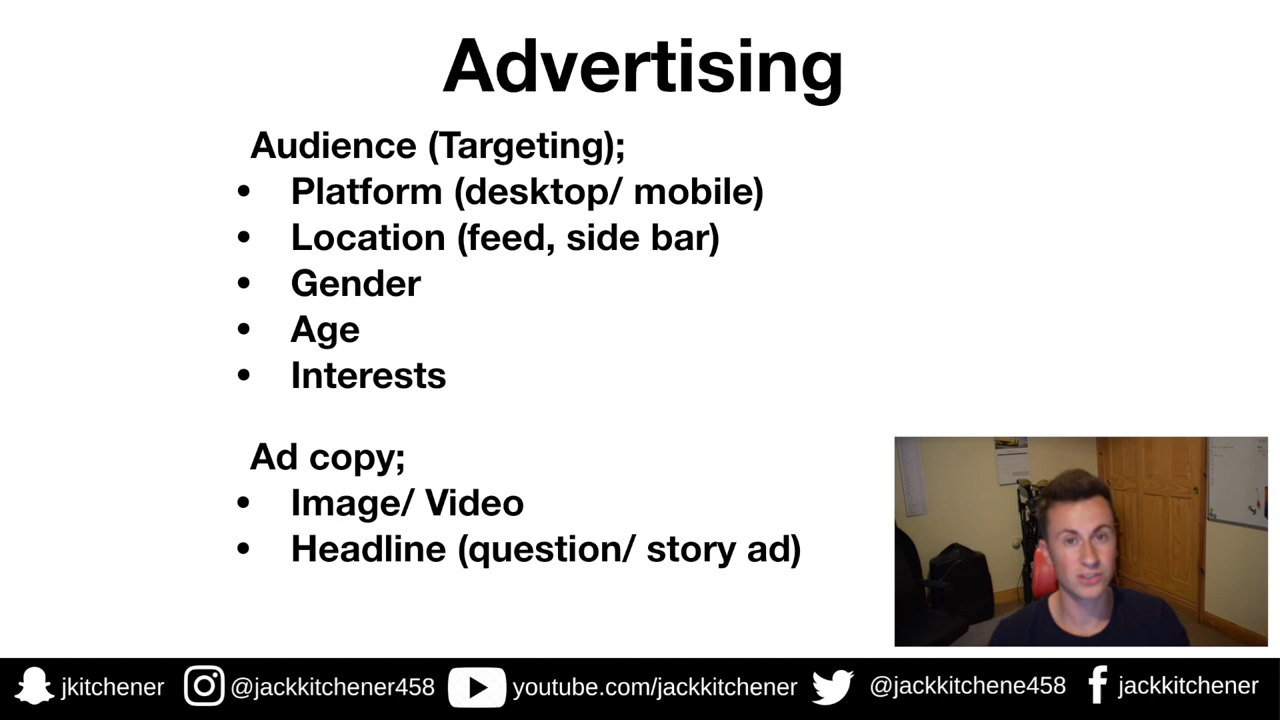 Advertising
Audience (Targeting);
• Platform (desktop/ mobile)
• Location (feed, side bar)
• Gender
• Age
• Interests
Ad copy;
• Image/ Video
• Headline (question/ story ad)
jkitchener @jackkitchener458 youtube.com/jackkitchener @jackkitchene458 jackkitchener